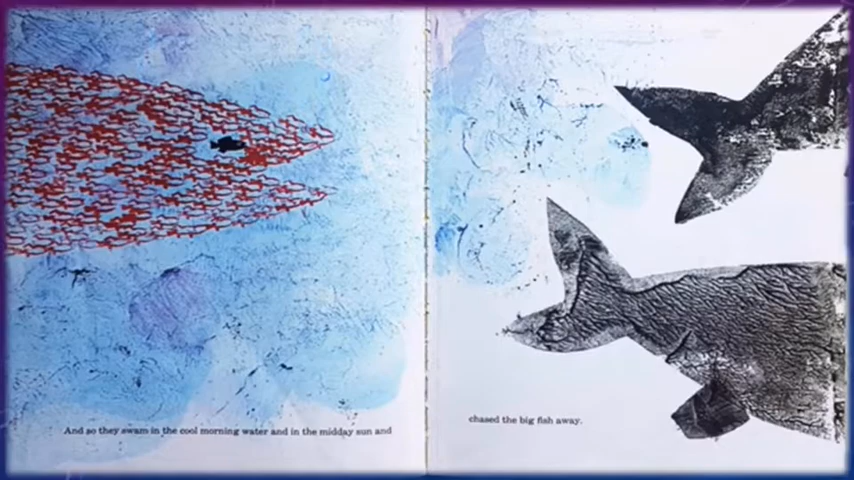 And so they swam in the cool morning water and in the midday sun and
chased the big fish away.